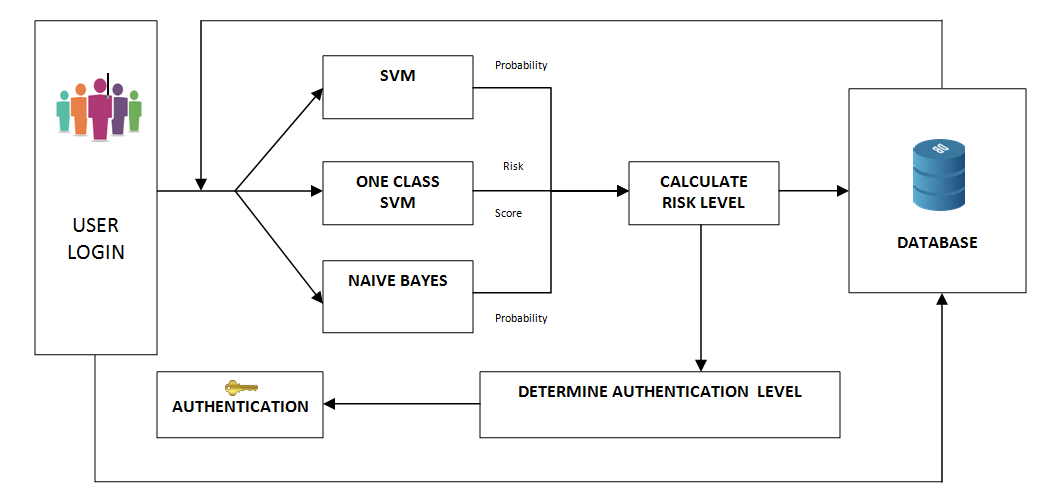 SVM
Probability
ONE CLASS
SVM
Risk
Score
CALCULATE
RISK LEVEL
USER
LOGIN
DATABASE
NAIVE BAYES
Probability
AUTHENTICATION
DETERMINE AUTHENTICATION  LEVEL